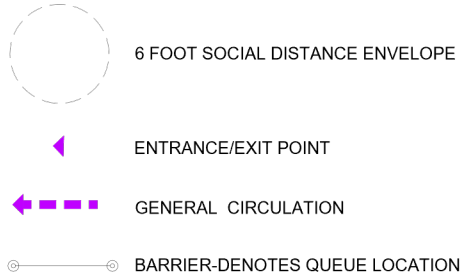 6 FOOT SOCIAL DISTANCE ENVELOPE
ENTRANCE/EXIT POINT
GENERAL CIRCULATION
BARRIER-DENOTES QUEUE LOCATION